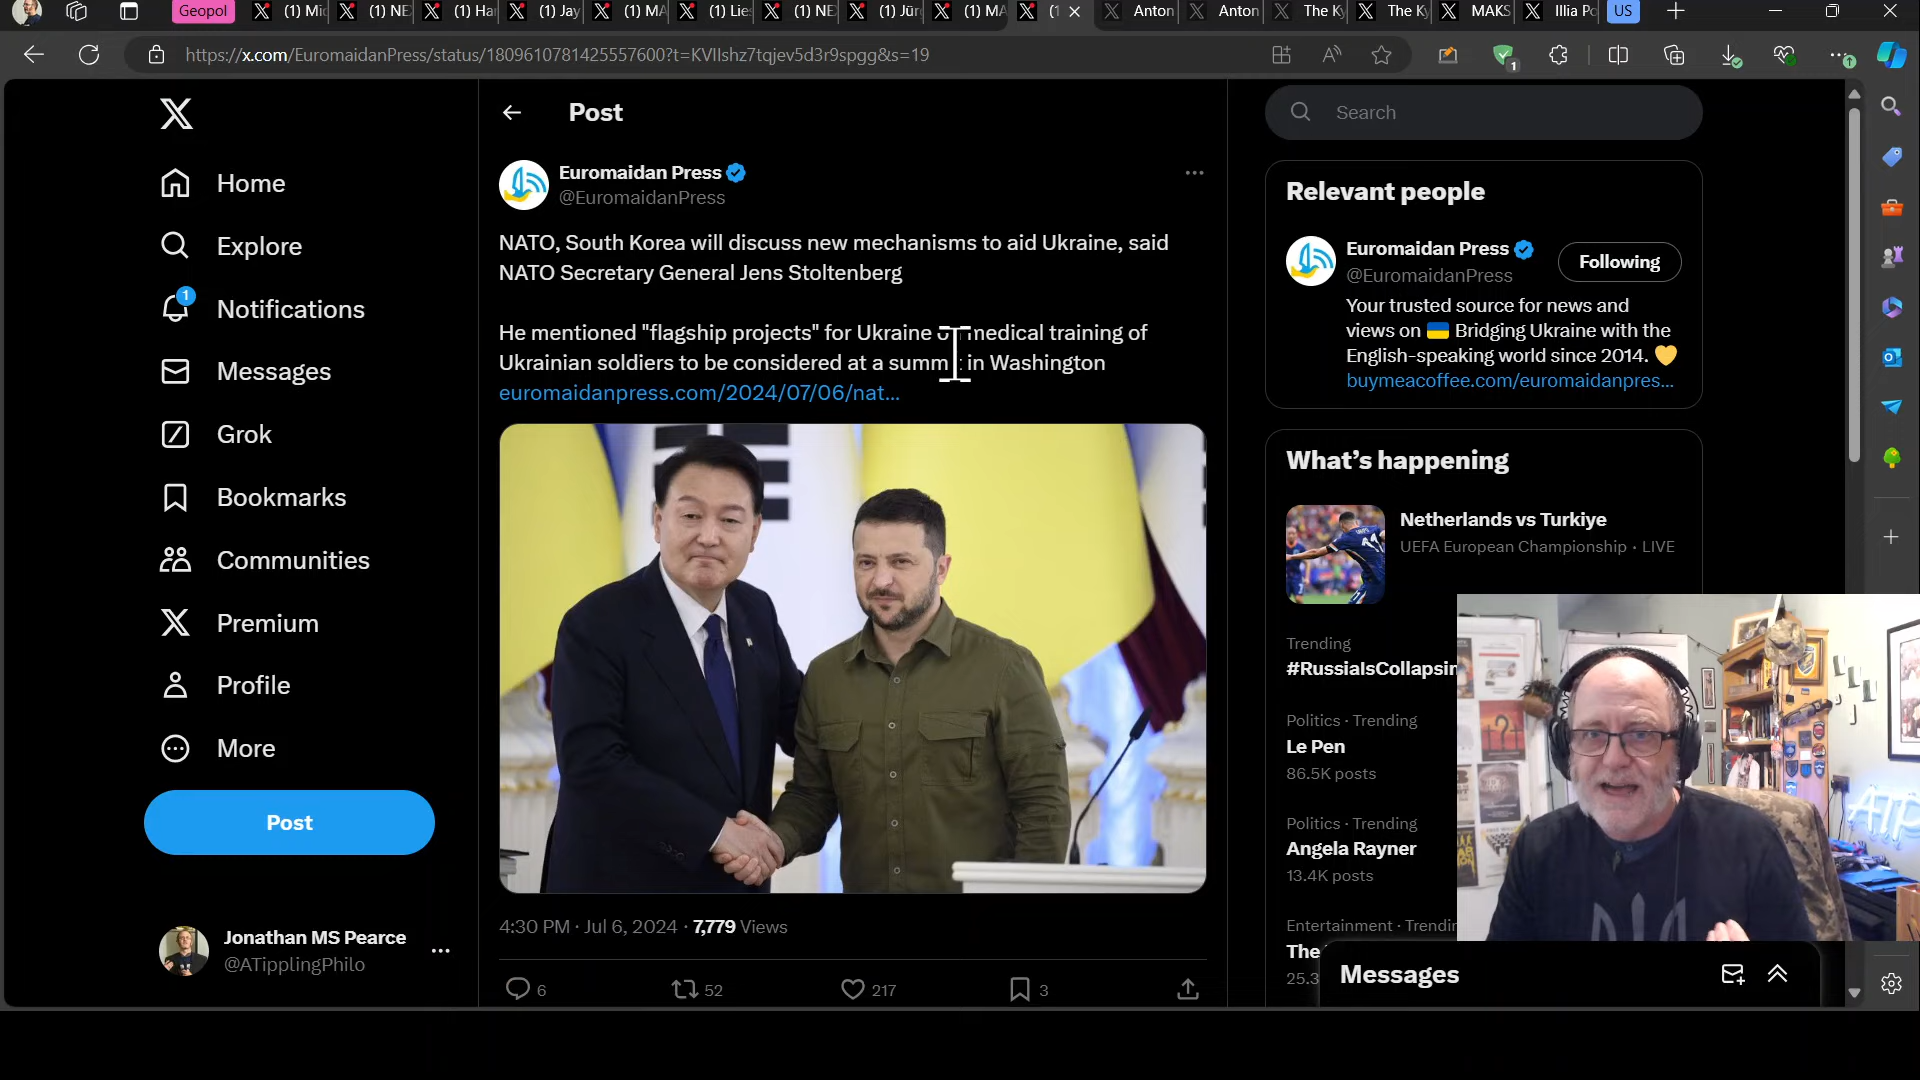 Geopol
(1) Mi
(1) NE
(1) Ha
(1) Jay
(1) MA
(1) Lies
(1) NE
(1) Jür
(1) MA
(1
Anton
Anton
The Ky
The Ky
MAKS
Illia Po
US
https://x.com/EuromaidanPress/status/1809610781425557600?t=KVIIshz7tqjev5d3r9spgg&s=19
1
Home
Explore
1
Notifications
Messages
Grok
Bookmarks
Communities
Premium
Profile
More
Post
Jonathan MS Pearce
@ATipplingPhilo
Post
Euromaidan Press
@EuromaidanPress
NATO, South Korea will discuss new mechanisms to aid Ukraine, said
NATO Secretary General Jens Stoltenberg
He mentioned "flagship projects" for Ukraine medical training of
Ukrainian soldiers to be considered at a summit in Washington
euromaidanpress.com/2024/07/06/nat...
4:30 PM · Jul 6, 2024 · 7,779 Views
6
52
217
3
Search
Relevant people
Euromaidan Press
@EuromaidanPress
Following
Your trusted source for news and
views on Bridging Ukraine with the
English-speaking world since 2014.
buymeacoffee.com/euromaidanpres...
What's happening
Netherlands vs Turkiye
UEFA European Championship · LIVE
Trending
#RussiaIsCollapsin
Politics · Trending
Le Pen
86.5K posts
Politics · Trending
Angela Rayner
13.4K posts
Entertainment · Trendin
The
25.3
Messages
ATP